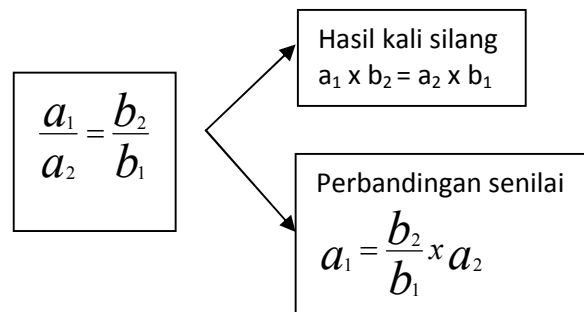 a₁/a₂ = b₂/b₁
Hasil kali silang
a₁ x b₂ = a₂ x b₁
Perbandingan senilai
a₁ = b₂/b₁ x a₂